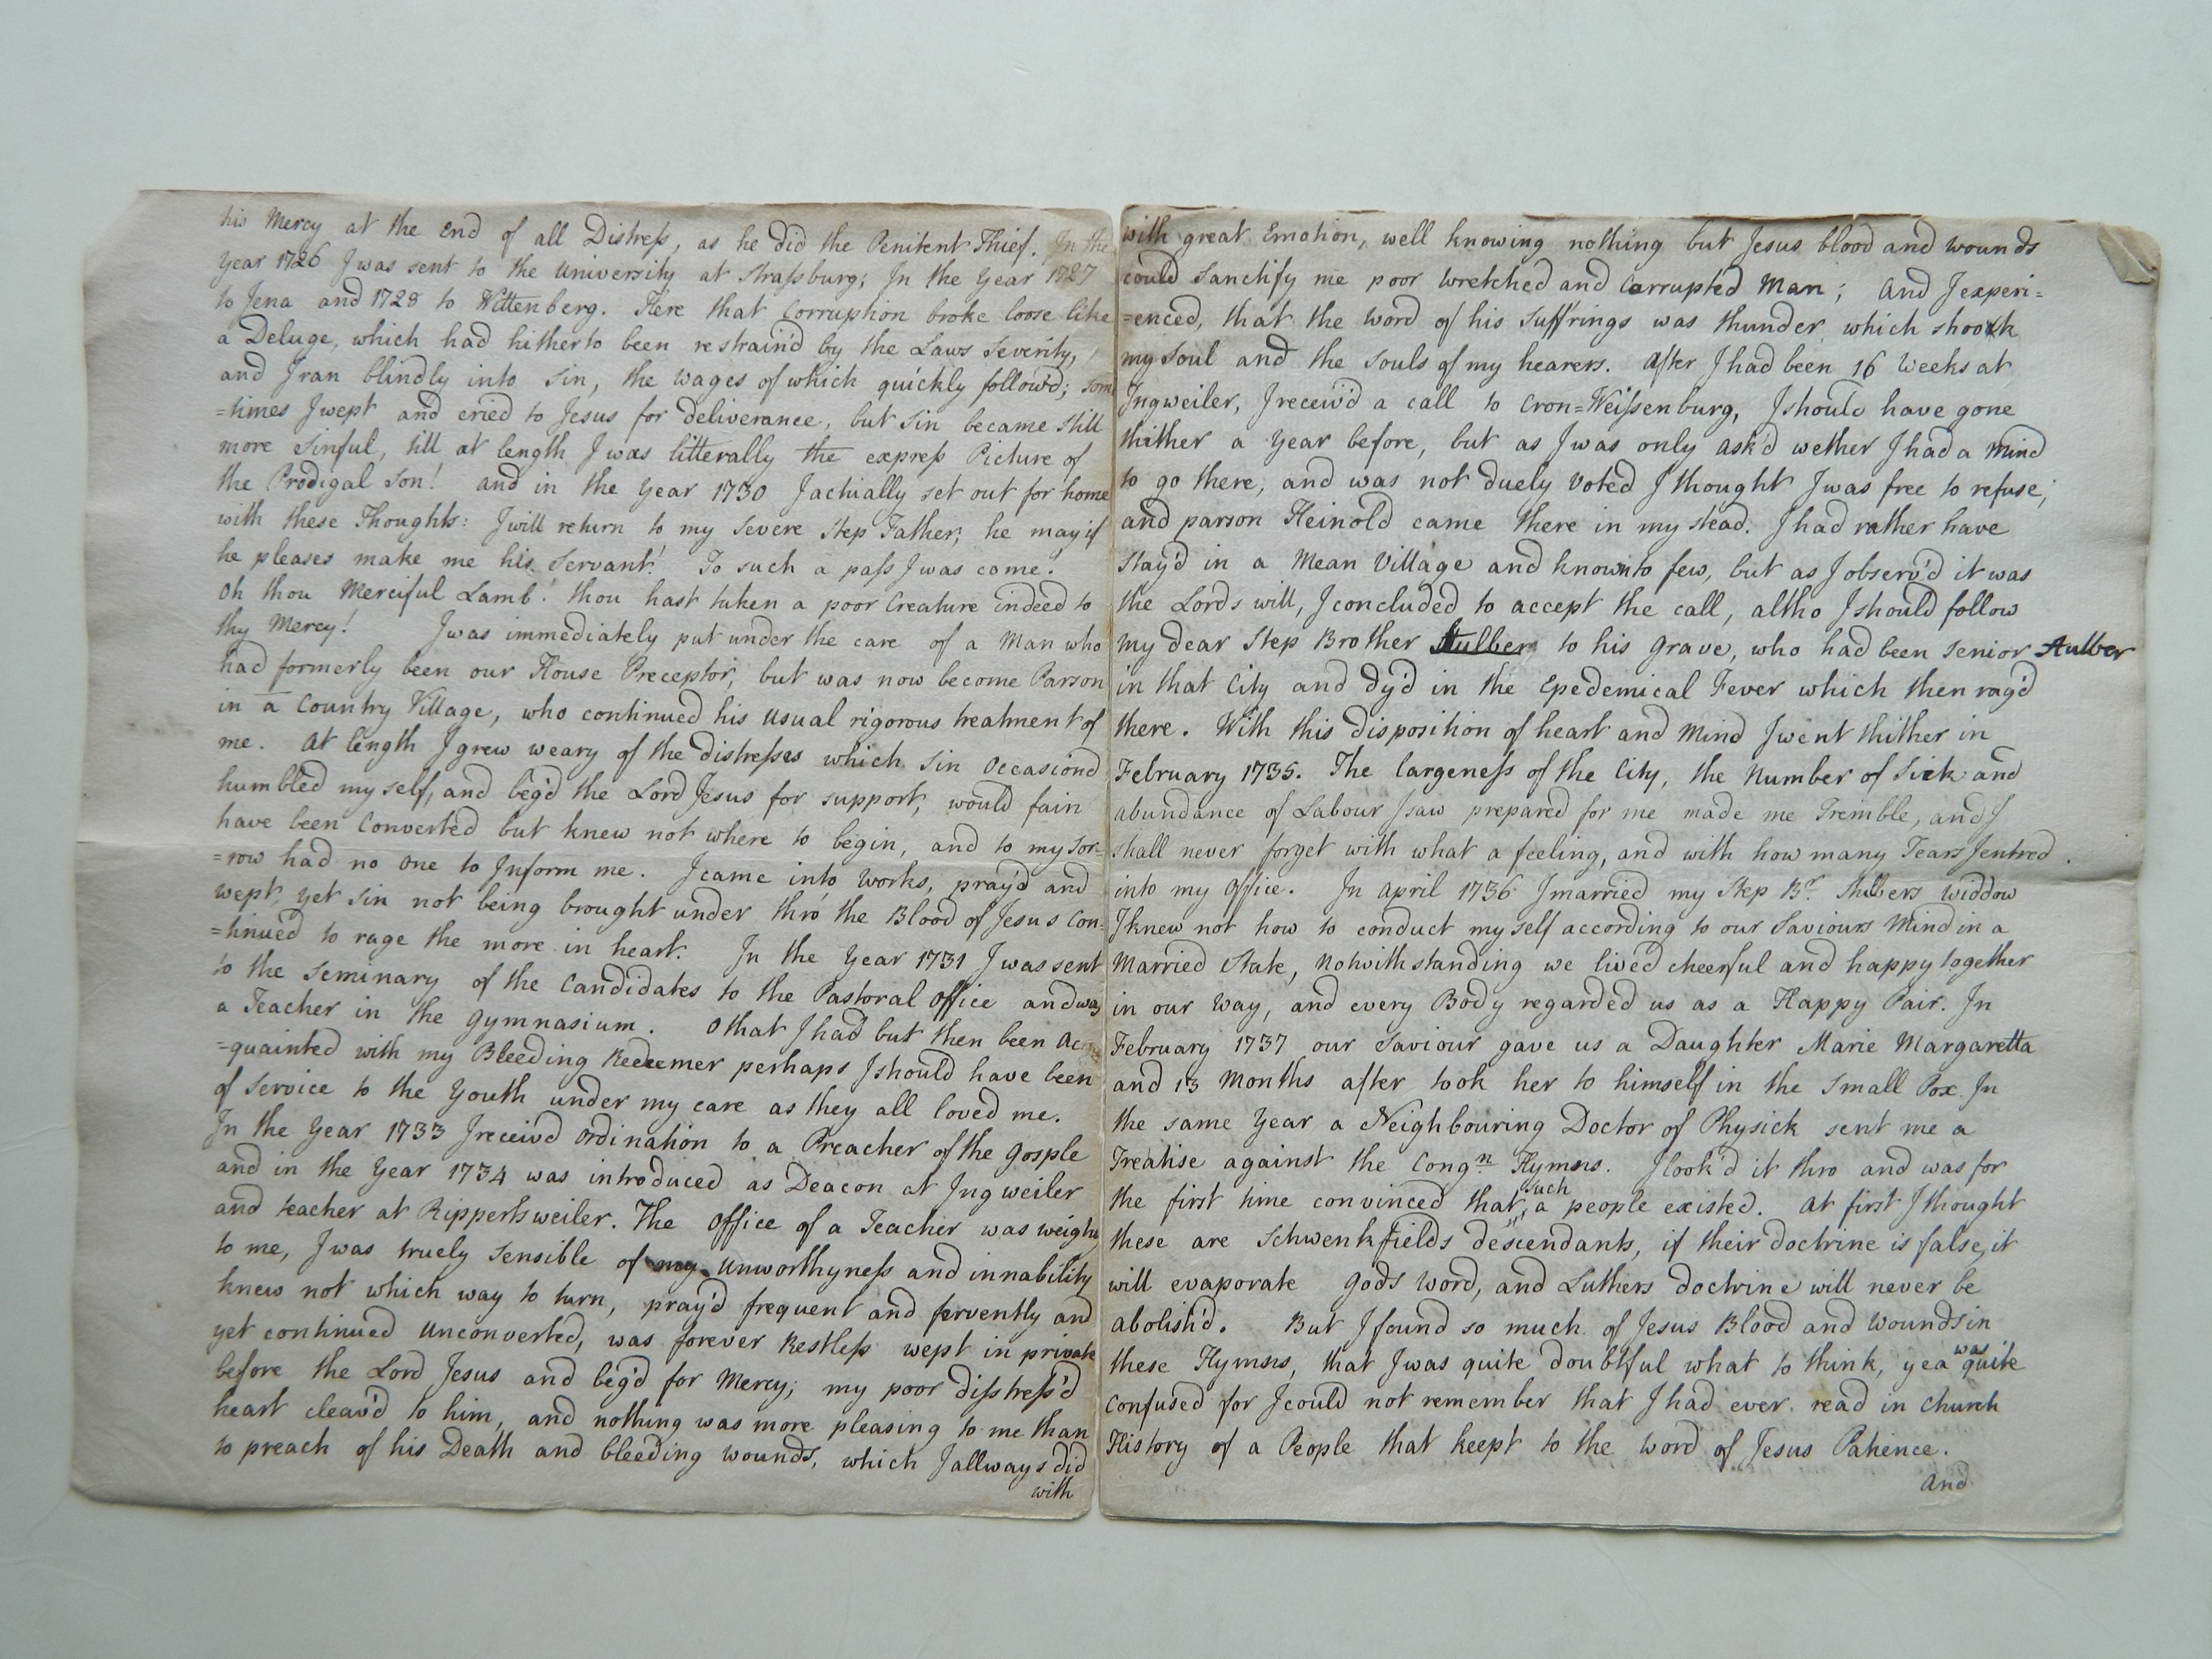 his Mercy at the End of all Distress, as he did the Penitent Thief. In the
Year 1726 I was sent to the University at Strassburg; In the Year 1727
to Jena and 1728 to Wittenberg. Here that Corruption broke loose like
a Deluge, which had hitherto been restrain'd by the Laws Severity,
and I ran blindly into Sin, the wages of which quickly follow'd; som
=times I wept and cried to Jesus for deliverance, but Sin became still
more Sinful, till at length I was litterally the express Picture of
the Prodigal Son! and in the Year 1730 I actially set out for home
with these Thoughts: I will return to my Severe Step Father; he may if
he pleases make me his Servant! To such a pass I was come!
Oh thou Merciful Lamb! thou hast taken a poor Creature indeed to
thy Mercy! I was immediately put under the care of a Man who
had formerly been our House Preceptor, but was now become Parson
in a Country Village, who continued his usual rigorous treatment of
me. At length I grew weary of the distresses which Sin Occasiond
humbled my self, and beg'd the Lord Jesus for support, would fain
have been Converted but knew not where to begin, and to my Sor=
=row had no one to Inform me. I came into Works, pray'd and
wept, yet Sin not being brought under thro' the Blood of Jesus Con=
=tinued to rage the more in heart. In the Year 1731 I was sent
to the Seminary of the Candidates to the Pastoral Office and was
a Teacher in the Gymnasium. O that I had but then been Ac
=quainted with my Bleeding Redeemer perhaps I should have been
of Service to the Youth under my care as they all loved me.
In the Year 1733 I receiv'd Ordination to a Preacher of the Gosple
and in the Year 1734 was introduced as Deacon at Ingweiler
and teacher at Rippertsweiler. The Office of a Teacher was weighty
to me, I was truely Sensible of my Unworthyness and innability
knew not which way to turn, pray'd frequent and fervently and
yet continued Unconverted, was forever Restless wept in private
before the Lord Jesus and beg'd for Mercy; my poor disstress'd
heart cleav'd to him, and nothing was more pleasing to me than
to preach of his Death and bleeding wounds, which I allways did
with
with great Emotion, well knowing nothing but Jesus blood and wounds
could Sanctify me poor wretched and Corrupted Man; and I experi=
=enced, that the Word of his Suff'rings was thunder which shook
my Soul and the Souls of my hearers. After I had been 16 Weeks at
Ingweiler, I receiv'd a call to Cron=Weissenburg, I should have gone
thither a Year before, but as I was only ask'd wether I had a Mind
to go there, and was not duely Voted I thought I was free to refuse;
and parson Heinold came there in my stead. I had rather have
stay'd in a Mean Village and known to few, but as I observ'd it was
the Lords will, I concluded to accept the call, altho I should follow
my dear Step Brother Stulber to his Grave, who had been Senior Stulber
in that City and dy'd in the Epedemical Fever which then rag'd
there. With this disposition of heart and Mind I went thither in
February 1735. The largeness of the City, the Number of Sick and
abundance of Labour I saw prepared for me made me Tremble, and I
shall never forget with what a feeling, and with how many Tears I entred
into my Office. In April 1736 I married my Step Br. Stulbers Widdow
I knew not how to conduct my self according to our Saviours Mind in a
Married State, Notwithstanding we lived cheerful and happy together
in our Way, and every Body regarded us as a Happy Pair. In
February 1737 our Saviour gave us a Daughter Marie Margaretta
and 13 Months after took her to himself in the Small Pox. In
the same Year a Neighbouring Doctor of Physick sent me a
Treatise against the Congn. Hymns. I look'd it thro and was for
the first time convinced that such a people existed. At first I thought
these are Schwenkfields descendants, if their doctrine is false, it
will evaporate Gods word, and Luthers doctrine will never be
abolish'd. But I found so much of Jesus Blood and Wounds in
these Hymns, that I was quite doubtful what to think, yea was quite
Confused for I could not remember that I had ever read in Church
History of a People that keept to the Word of Jesus Patience.
and